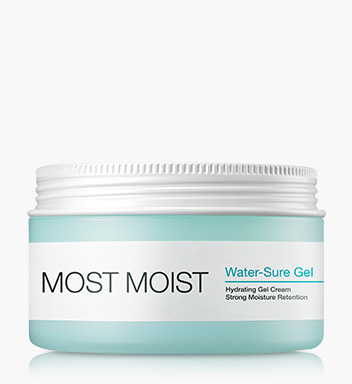 MOST MOIST
Water-Sure Gel
Hydrating Gel Cream
Strong Moisture Retention